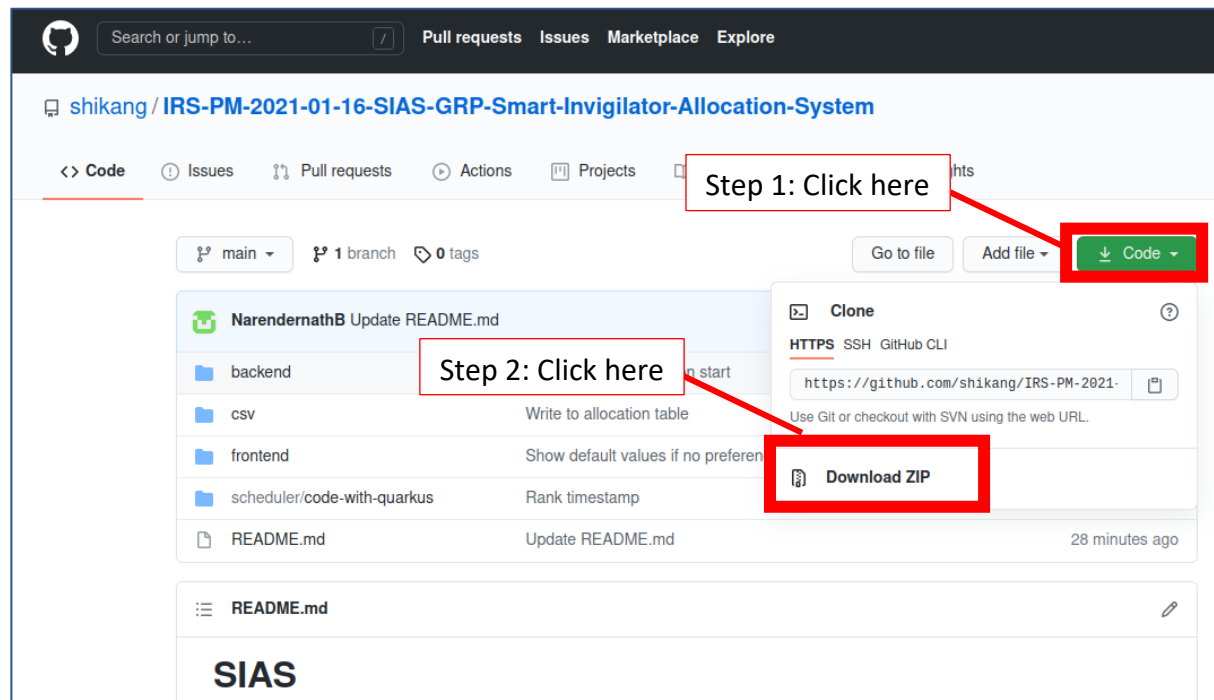 Search or jump to... / Pull requests Issues Marketplace Explore
shikang / IRS-PM-2021-01-16-SIAS-GRP-Smart-Invigilator-Allocation-System
<> Code Issues Pull requests Actions Projects
Step 1: Click here
main 1 branch 0 tags Go to file Add file Code
NarendernathB Update README.md
Clone
HTTPS SSH GitHub CLI
backend start
Step 2: Click here
https://github.com/shikang/IRS-PM-2021-
csv Write to allocation table
Use Git or checkout with SVN using the web URL.
frontend Show default values if no
Download ZIP
scheduler/code-with-quarkus Rank timestamp
README.md Update README.md 28 minutes ago
README.md
SIAS